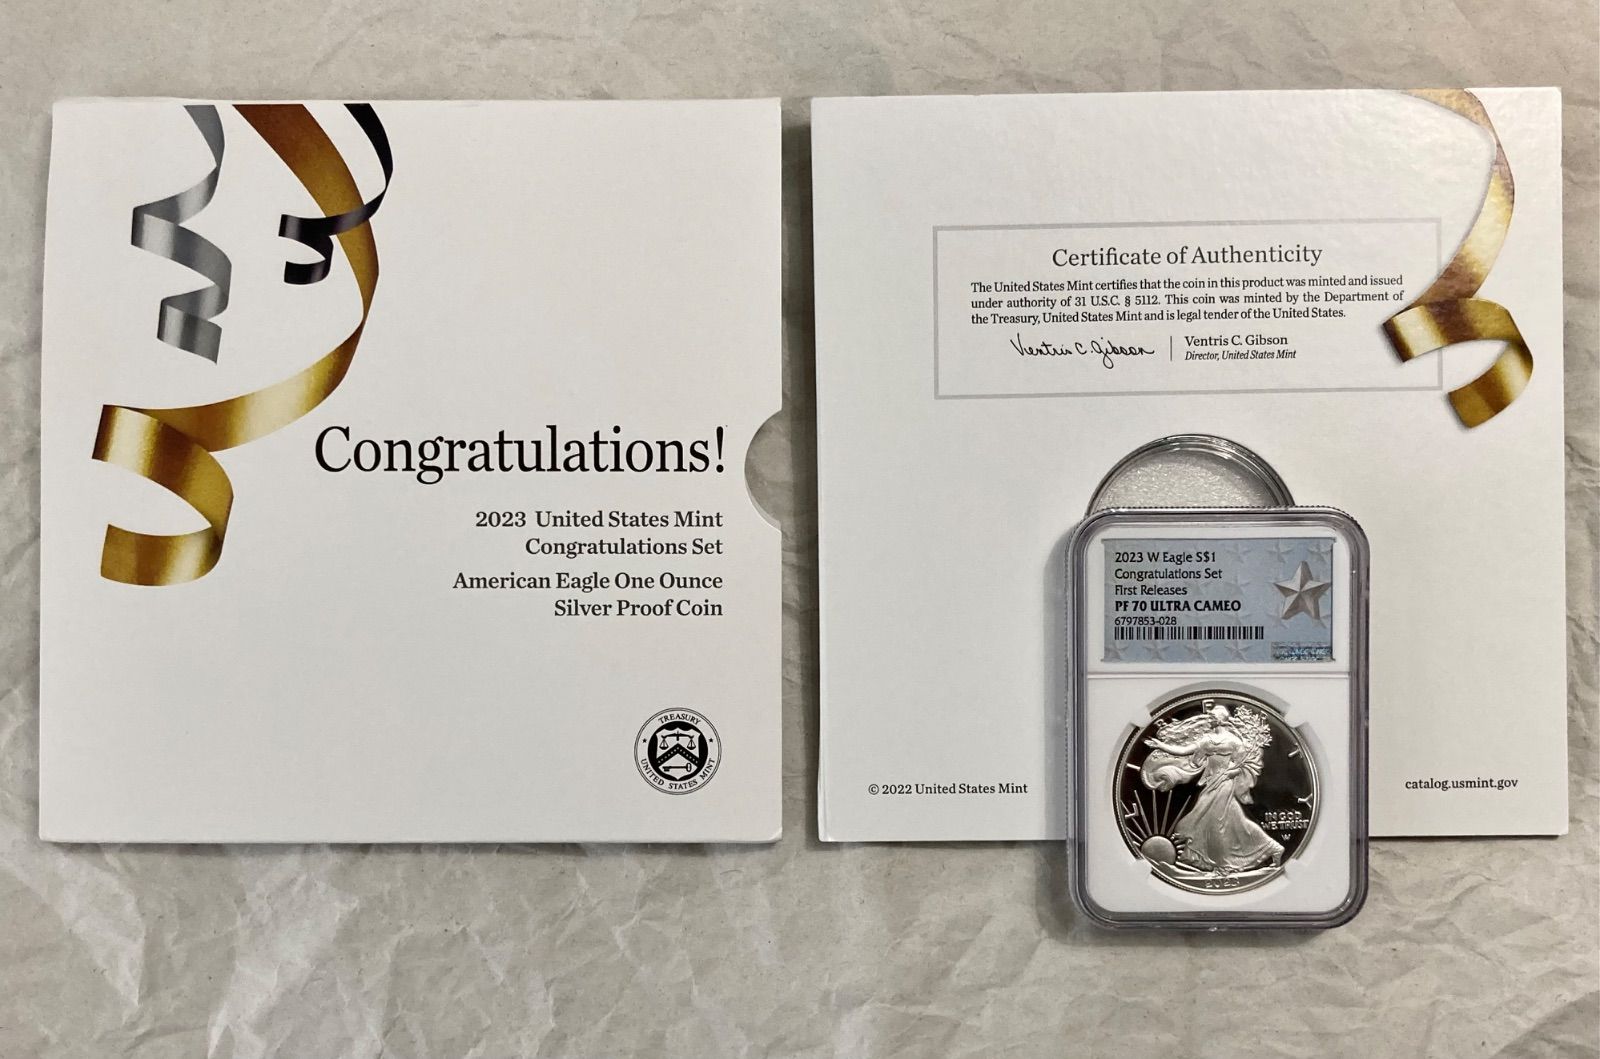 Congratulations!
2023 United States Mint
Congratulations Set
American Eagle One Ounce
Silver Proof Coin
TREASURY
UNITED STATES MINT
Certificate of Authenticity
The United States Mint certifies that the coin in this product was minted and issued
under authority of 31 U.S.C. § 5112. This coin was minted by the Department of
the Treasury, United States Mint and is legal tender of the United States.
Ventris C. Gibson
Ventris C. Gibson
Director, United States Mint
2023 W Eagle S$1
Congratulations Set
First Releases
PF 70 ULTRA CAMEO
6797853-028
LIBERTY
IN GOD
WE TRUST
W
2023
© 2022 United States Mint
catalog.usmint.gov